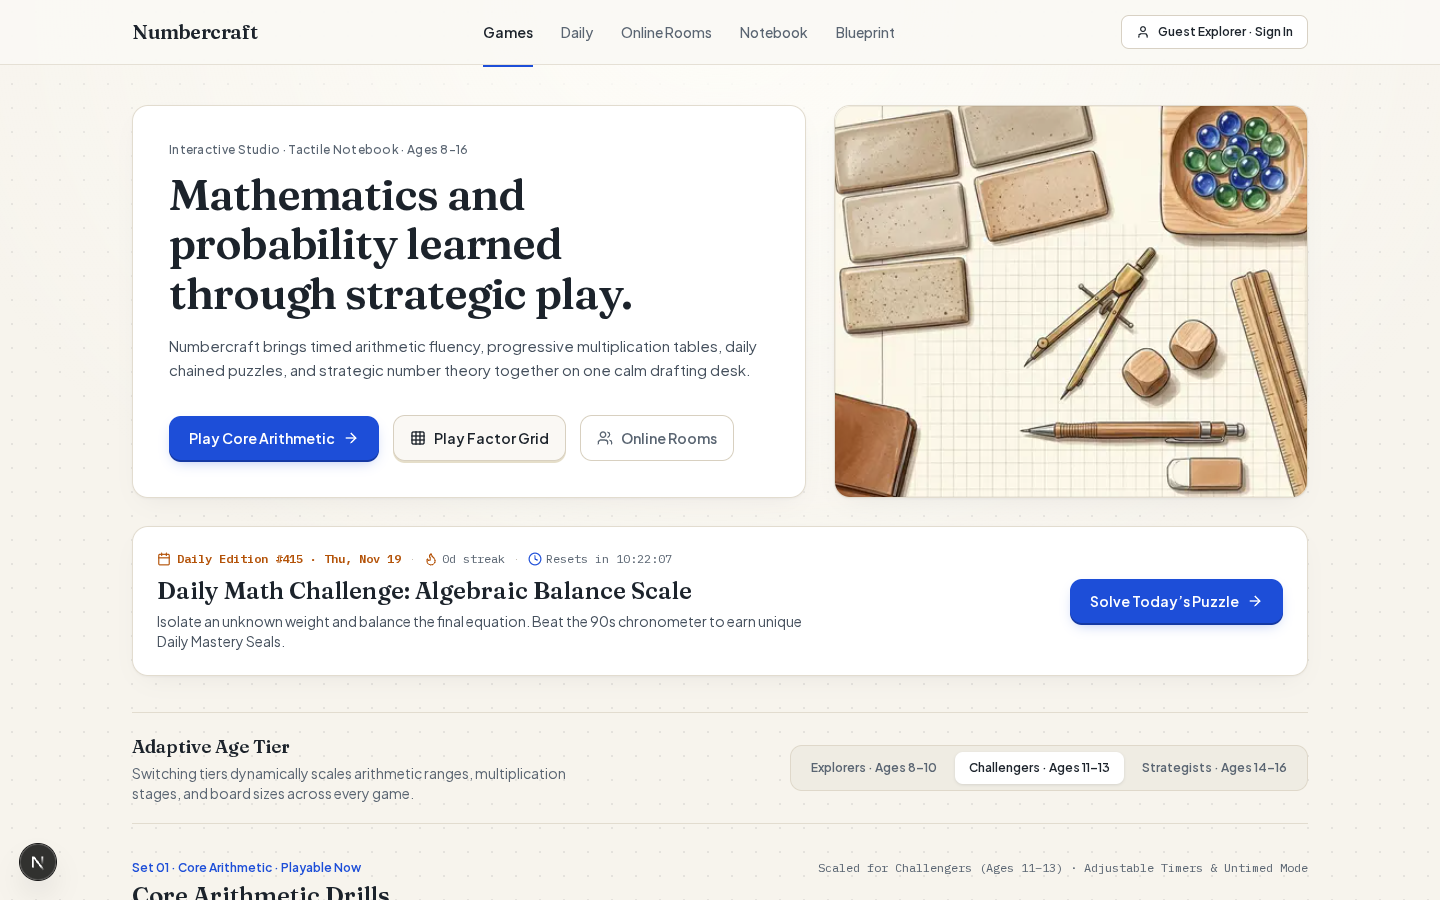 Numbercraft
Games
Daily
Online Rooms
Notebook
Blueprint
Guest Explorer · Sign In
Interactive Studio · Tactile Notebook · Ages 8–16
Mathematics and
probability learned
through strategic play.
Numbercraft brings timed arithmetic fluency, progressive multiplication tables, daily
chained puzzles, and strategic number theory together on one calm drafting desk.
Play Core Arithmetic
Play Factor Grid
Online Rooms
Daily Edition #415 · Thu, Nov 19 · 0d streak · Resets in 10:22:07
Daily Math Challenge: Algebraic Balance Scale
Isolate an unknown weight and balance the final equation. Beat the 90s chronometer to earn unique
Daily Mastery Seals.
Solve Today’s Puzzle
Adaptive Age Tier
Switching tiers dynamically scales arithmetic ranges, multiplication
stages, and board sizes across every game.
Explorers · Ages 8–10
Challengers · Ages 11–13
Strategists · Ages 14–16
N
Set 01 · Core Arithmetic · Playable Now
Scaled for Challengers (Ages 11–13) · Adjustable Timers & Untimed Mode
Core Arithmetic Drills